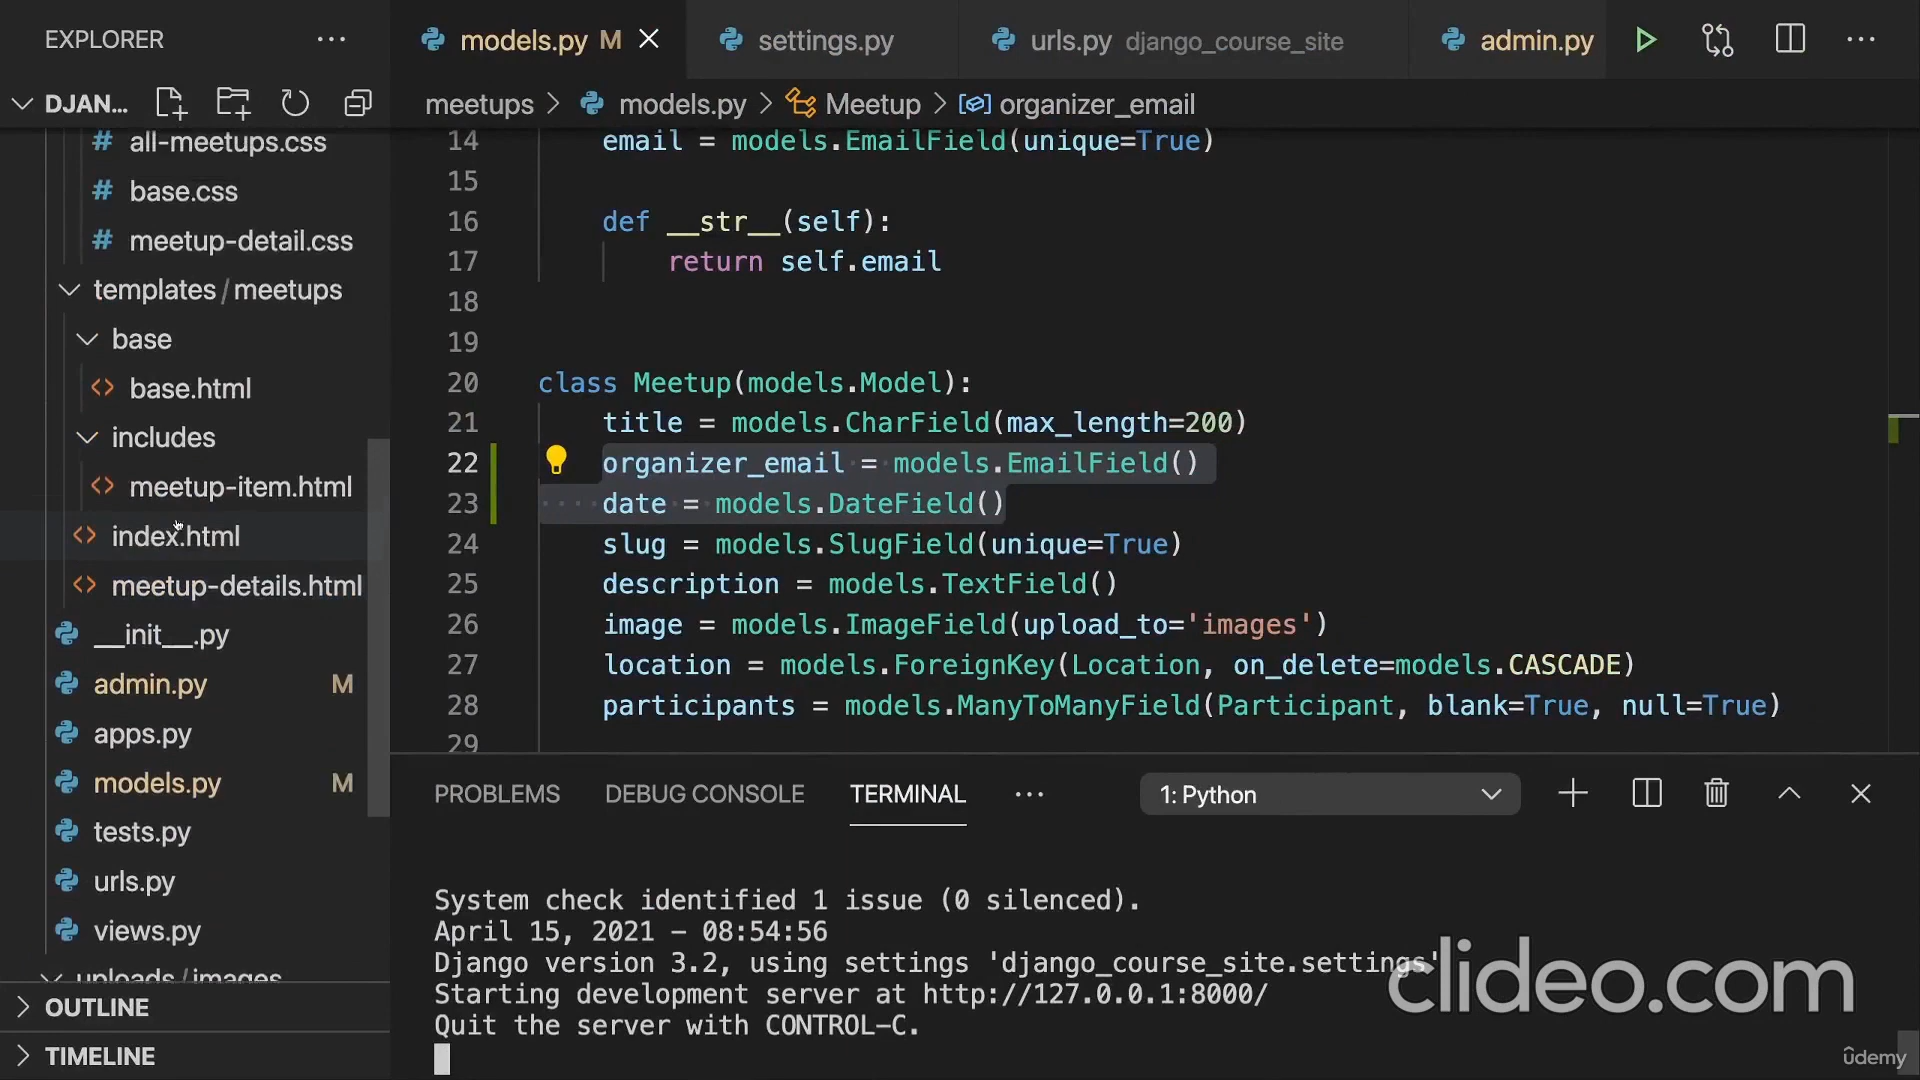 EXPLORER
DJAN...
all-meetups.css
base.css
meetup-detail.css
templates/meetups
base
base.html
includes
meetup-item.html
index.html
meetup-details.html
__init__.py
admin.py M
apps.py
models.py M
tests.py
urls.py
views.py
uploads/images
OUTLINE
TIMELINE
models.py M settings.py urls.py django_course_site admin.py
meetups > models.py > Meetup > organizer_email
14 email = models.EmailField(unique=True)
15
16 def __str__(self):
17 return self.email
18
19
20 class Meetup(models.Model):
21 title = models.CharField(max_length=200)
22 organizer_email = models.EmailField()
23 date = models.DateField()
24 slug = models.SlugField(unique=True)
25 description = models.TextField()
26 image = models.ImageField(upload_to='images')
27 location = models.ForeignKey(Location, on_delete=models.CASCADE)
28 participants = models.ManyToManyField(Participant, blank=True, null=True)
29
PROBLEMS DEBUG CONSOLE TERMINAL ... 1: Python
System check identified 1 issue (0 silenced).
April 15, 2021 - 08:54:56
Django version 3.2, using settings 'django_course_site.settings'
Starting development server at http://127.0.0.1:8000/
Quit the server with CONTROL-C.
clideo.com
ûdemy